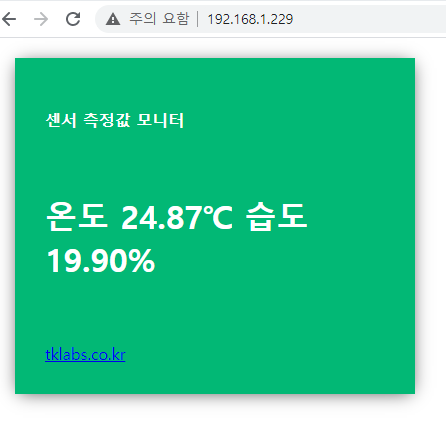 주의 요함 | 192.168.1.229
센서 측정값 모니터
온도 24.87℃ 습도
19.90%
tklabs.co.kr